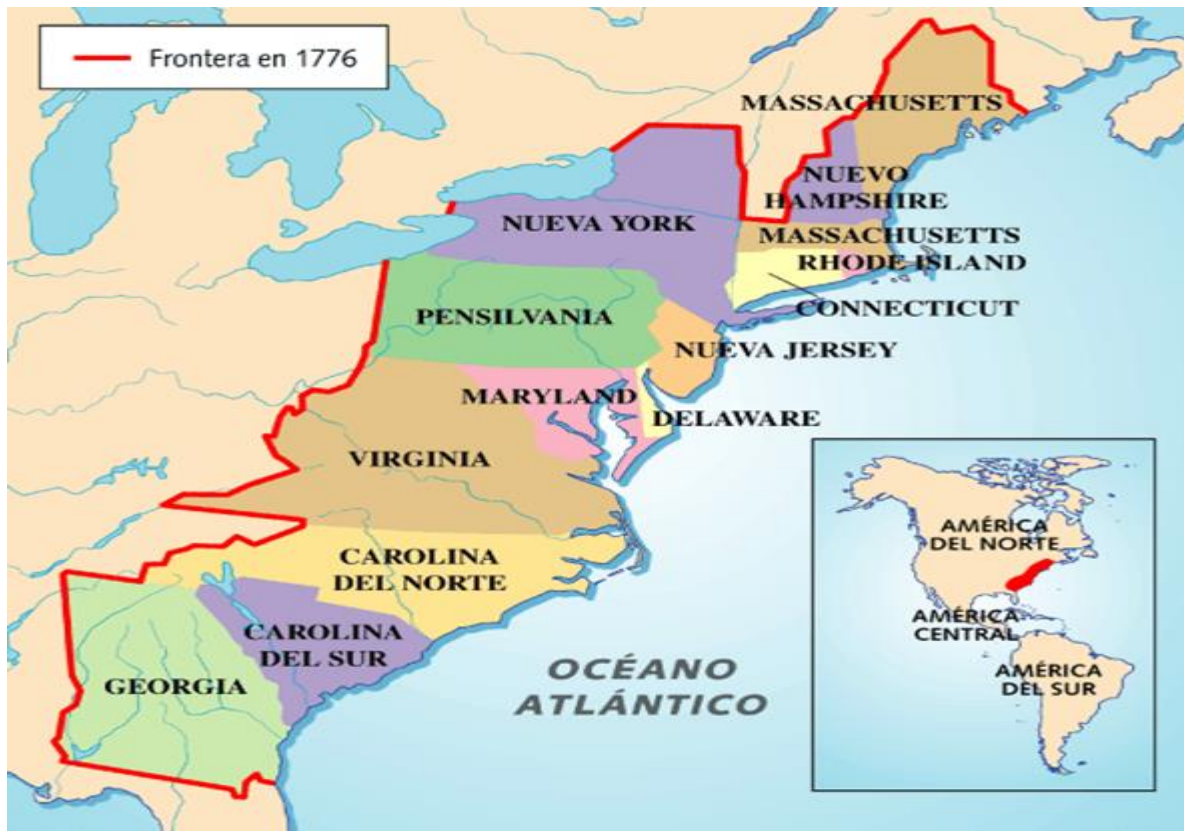 Frontera en 1776
MASSACHUSETTS
NUEVO
HAMPSHIRE
NUEVA YORK
MASSACHUSETTS
RHODE ISLAND
CONNECTICUT
PENSILVANIA
NUEVA JERSEY
MARYLAND
DELAWARE
VIRGINIA
CAROLINA
DEL NORTE
CAROLINA
DEL SUR
GEORGIA
OCÉANO
ATLÁNTICO
AMÉRICA
DEL NORTE
AMÉRICA
CENTRAL
AMÉRICA
DEL SUR